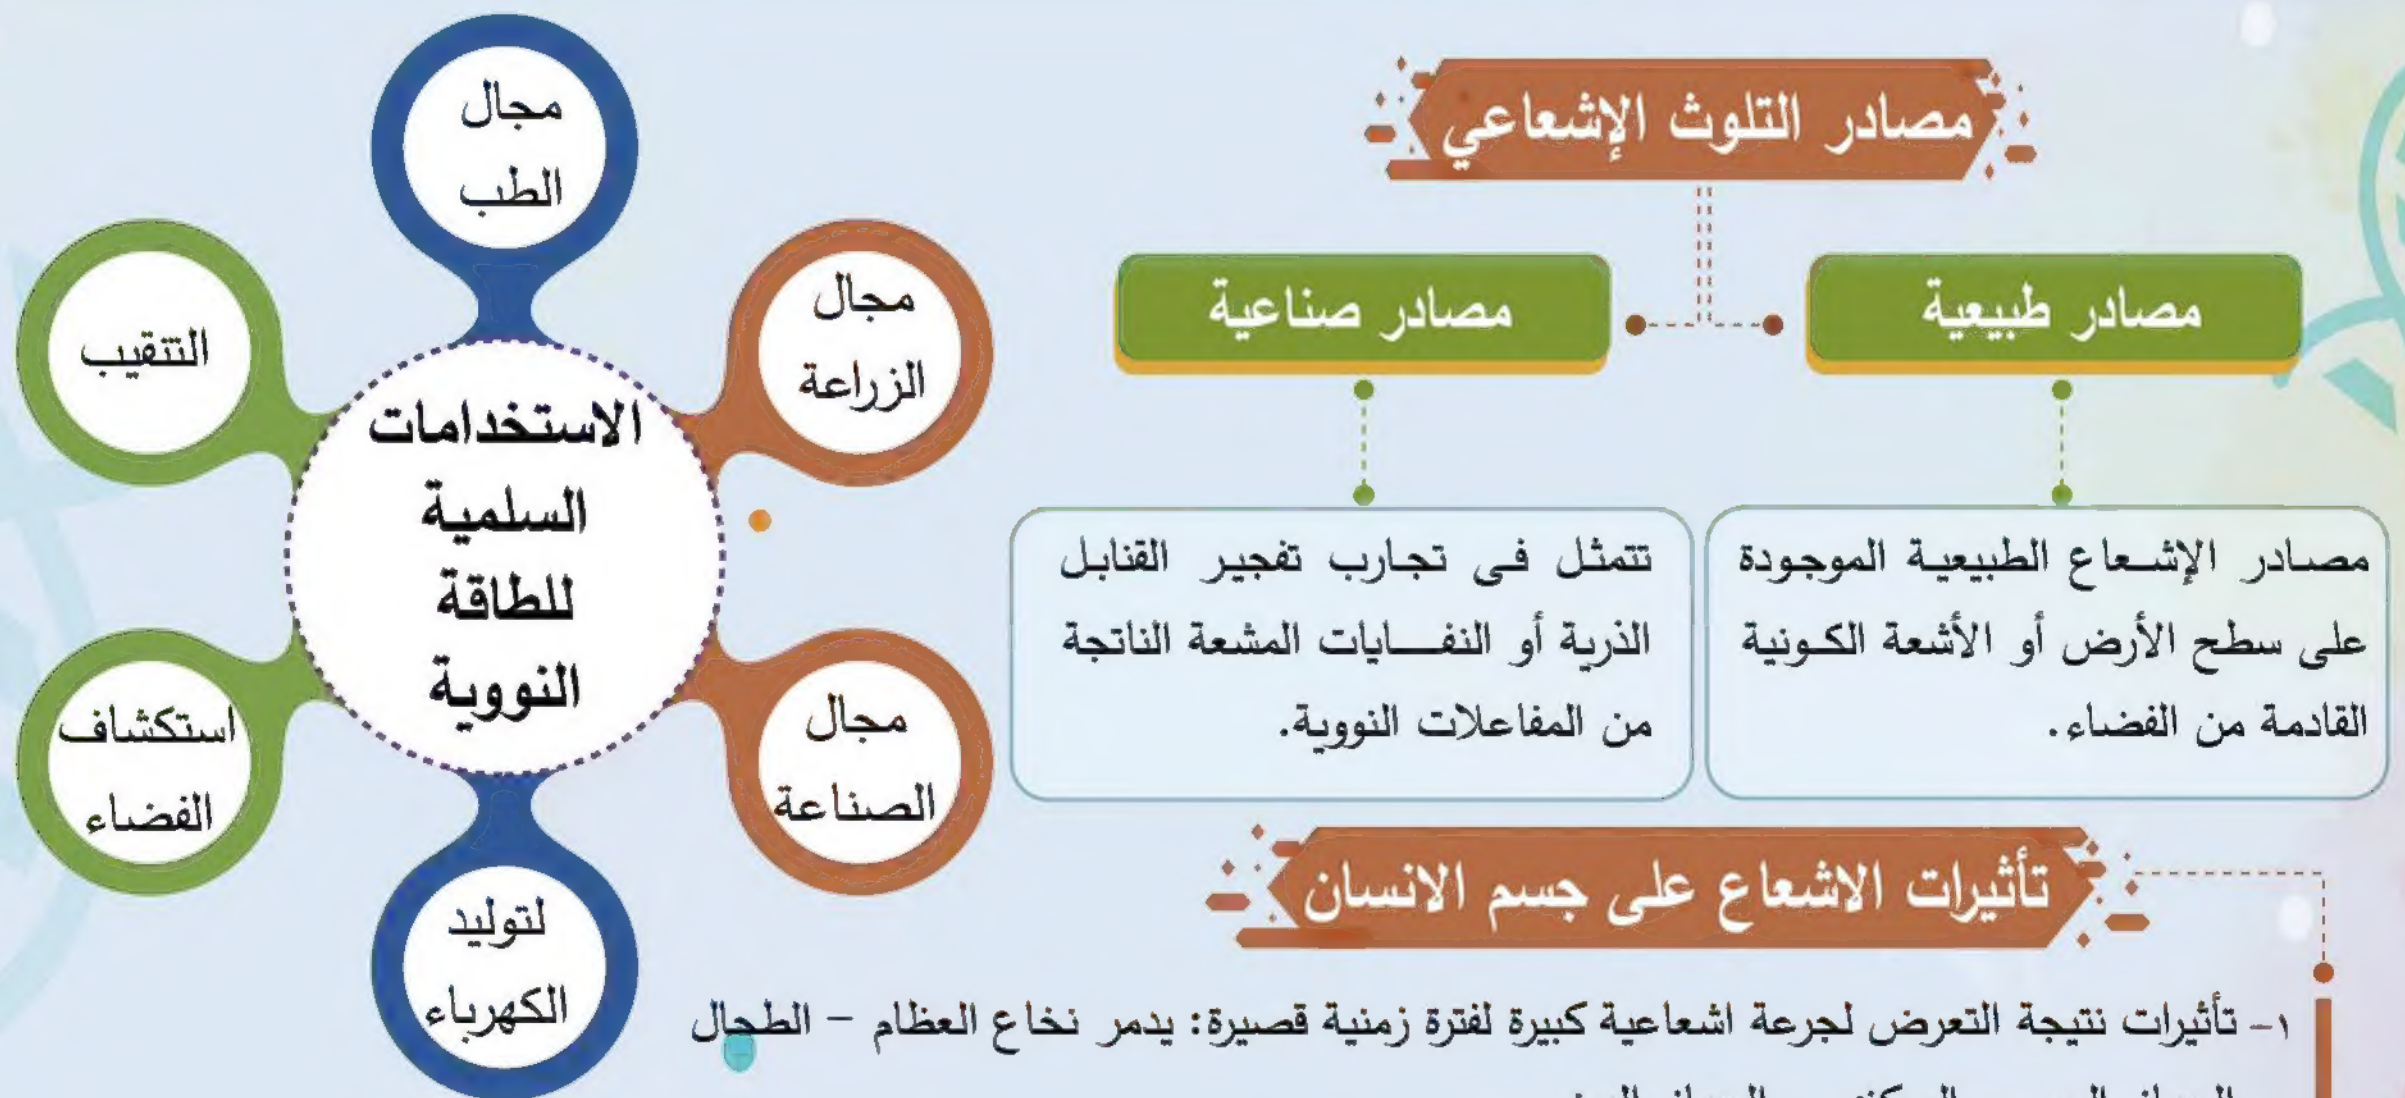 مصادر التلوث الإشعاعي
مصادر طبيعية
مصادر الإشعاع الطبيعية الموجودة
على سطح الأرض أو الأشعة الكونية
القادمة من الفضاء.
مصادر صناعية
تتمثل فى تجارب تفجير القنابل
الذرية أو النفايات المشعة الناتجة
من المفاعلات النووية.
الاستخدامات
السلمية
للطاقة
النووية
مجال
الطب
مجال
الزراعة
مجال
الصناعة
لتوليد
الكهرباء
استكشاف
الفضاء
التنقيب
تأثيرات الاشعاع على جسم الانسان
١- تأثيرات نتيجة التعرض لجرعة اشعاعية كبيرة لفترة زمنية قصيرة: يدمر نخاع العظام - الطحال